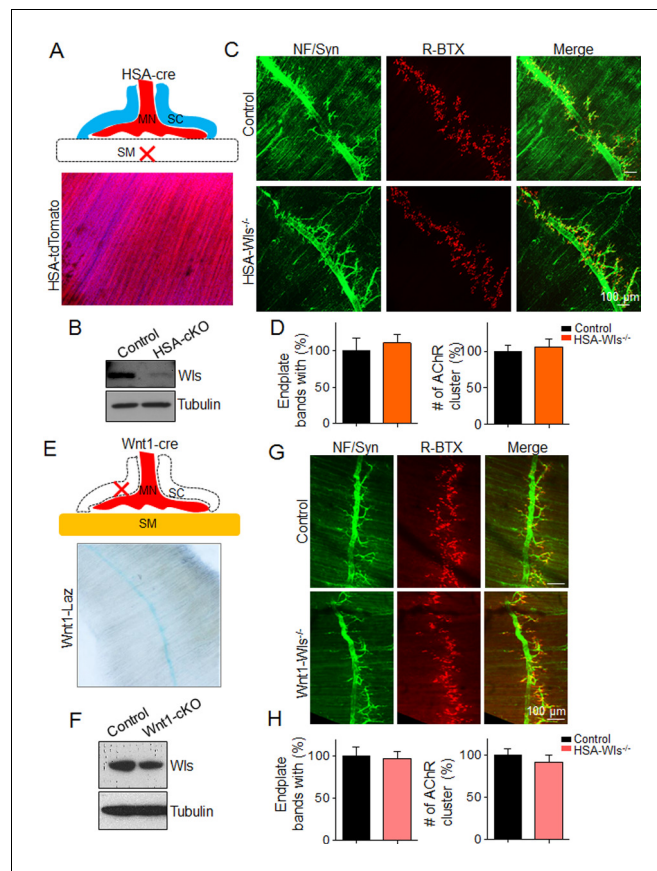 A
HSA-cre
MN
SC
SM
HSA-tdTomato
B
Control
HSA-cKO
Wls
Tubulin
C
NF/Syn
R-BTX
Merge
Control
HSA-Wls-/-
100 µm
D
Endplate
bands with (%)
100
50
0
# of AChR
cluster (%)
100
50
0
Control
HSA-Wls-/-
E
Wnt1-cre
MN
SC
SM
Wnt1-Laz
F
Control
Wnt1-cKO
Wls
Tubulin
G
NF/Syn
R-BTX
Merge
Control
Wnt1-Wls-/-
100 µm
H
Endplate
bands with (%)
100
50
0
# of AChR
cluster (%)
100
50
0
Control
HSA-Wls-/-